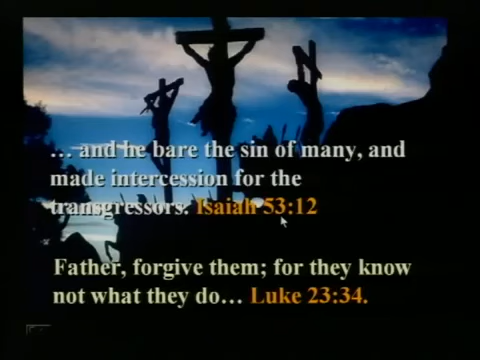 ... and he bare the sin of many, and
made intercession for the
transgressors. Isaiah 53:12
Father, forgive them; for they know
not what they do... Luke 23:34.